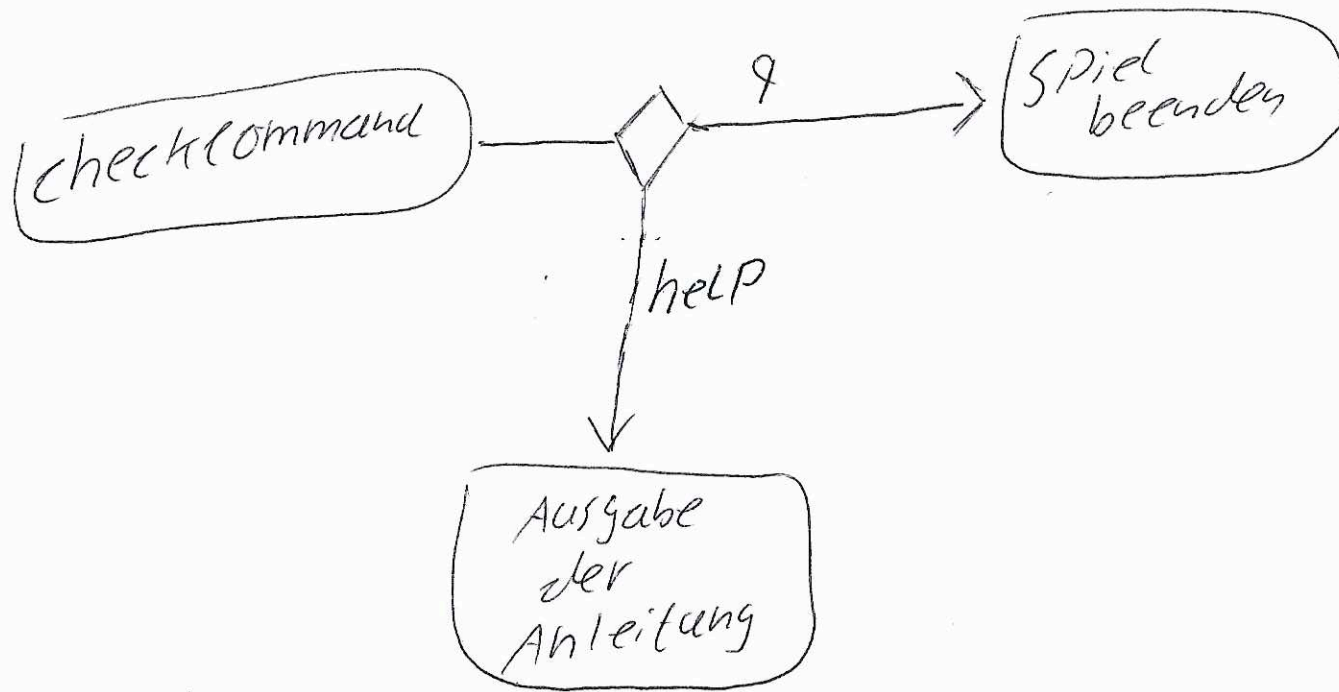 checkcommand
q
Spiel
beenden
help
Ausgabe
der
Anleitung